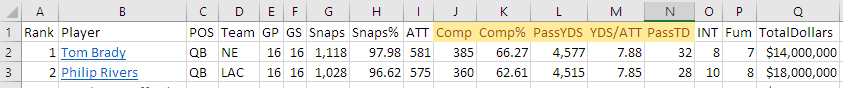 A B C D E F G H I J K L M N O P Q
1 Rank Player POS Team GP GS Snaps Snaps% ATT Comp Comp% PassYDS YDS/ATT PassTD INT Fum TotalDollars
2 1 Tom Brady QB NE 16 16 1,118 97.98 581 385 66.27 4,577 7.88 32 8 7 $14,000,000
3 2 Philip Rivers QB LAC 16 16 1,028 96.62 575 360 62.61 4,515 7.85 28 10 8 $18,000,000